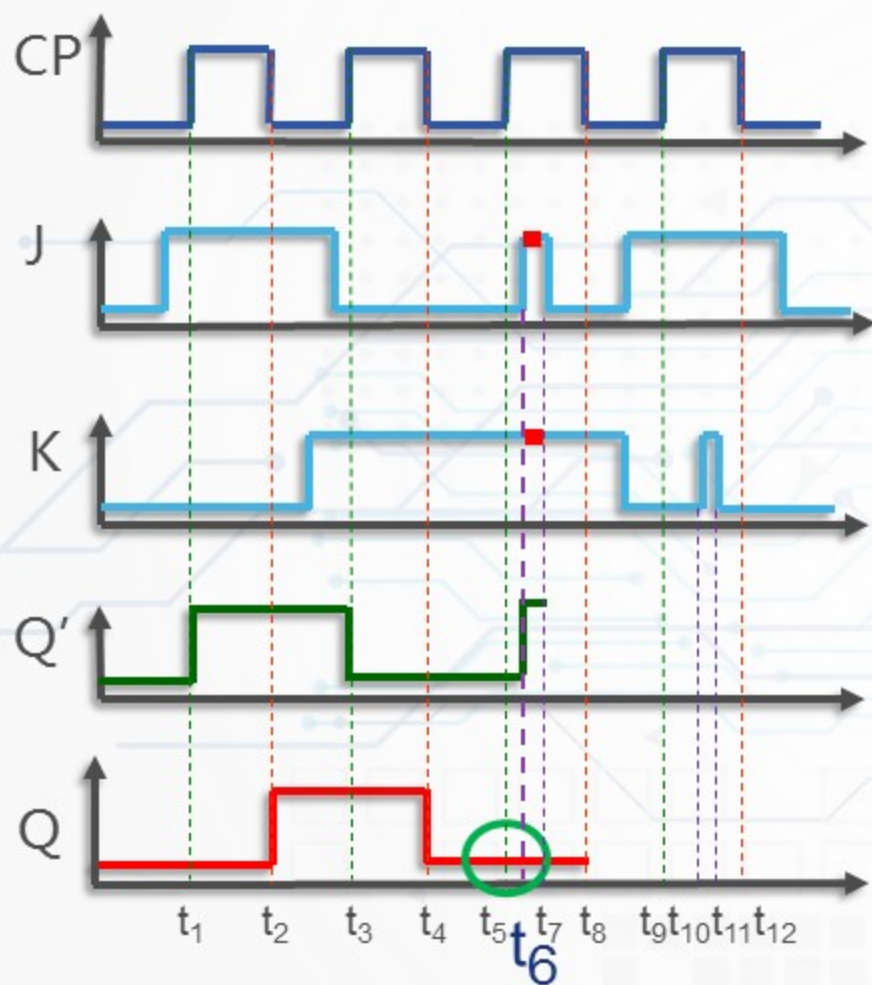 CP
J
K
Q′
Q
t₁ t₂ t₃ t₄ t₅ t₆ t₇ t₈ t₉ t₁₀ t₁₁ t₁₂